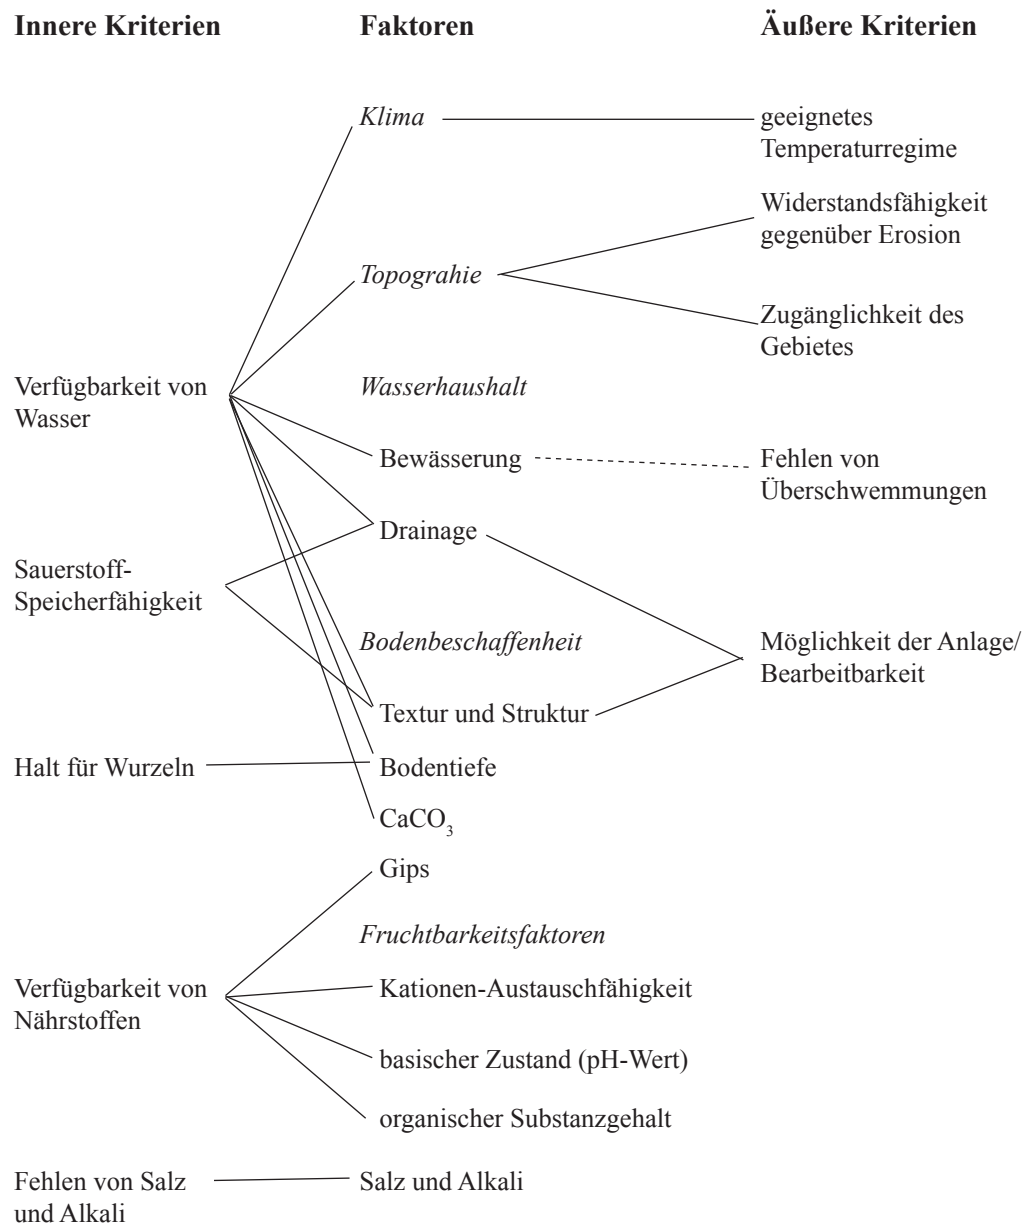 Innere Kriterien
Faktoren
Äußere Kriterien
Klima
geeignetes
Temperaturregime
Widerstandsfähigkeit
gegenüber Erosion
Topograhie
Zugänglichkeit des
Gebietes
Verfügbarkeit von
Wasser
Wasserhaushalt
Bewässerung
Fehlen von
Überschwemmungen
Drainage
Sauerstoff-
Speicherfähigkeit
Bodenbeschaffenheit
Möglichkeit der Anlage/
Bearbeitbarkeit
Textur und Struktur
Halt für Wurzeln
Bodentiefe
CaCO₃
Gips
Fruchtbarkeitsfaktoren
Verfügbarkeit von
Nährstoffen
Kationen-Austauschfähigkeit
basischer Zustand (pH-Wert)
organischer Substanzgehalt
Fehlen von Salz
und Alkali
Salz und Alkali